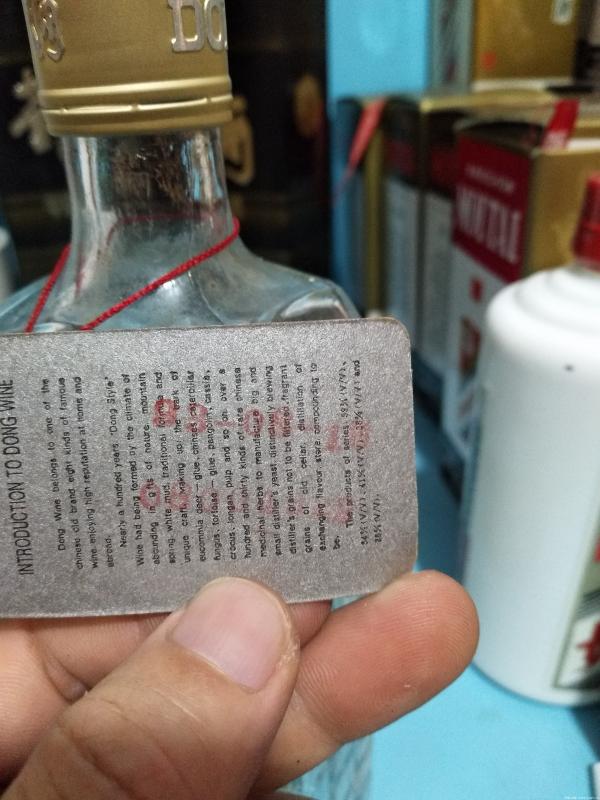 DO
MOUTAI
INTRODUCTION TO DONG WINE
Dong Wine belongs to one of the
chinese old brand eight kinds of famous
wine enjoying high reputation at home and
abroad.
Nearly a hundred years "Dong Style"
Wine had being formed by the climate of
abounding in gifts of nature, mountain
spring, white mud, traditional formula and
unique craft making up the bark of
eucommia deer-glue, chinese caterpillar
fungus, tortoise-glue, pangolin, cassia,
crocus, longan, pulp and so on, over a
hundred and thirty kinds of rare chinese
medicinal herbs to manufacture big and
small distiller's yeast, distinctively brewing
distiller's grains not to be filtered, fragrant
grains of old cellar, distillation of
exchanging flavour store, compounding to
be. The products of series: 59% (V/V),
54% (V/V), 41% (V/V), 38% (V/V) and
28% (V/V).